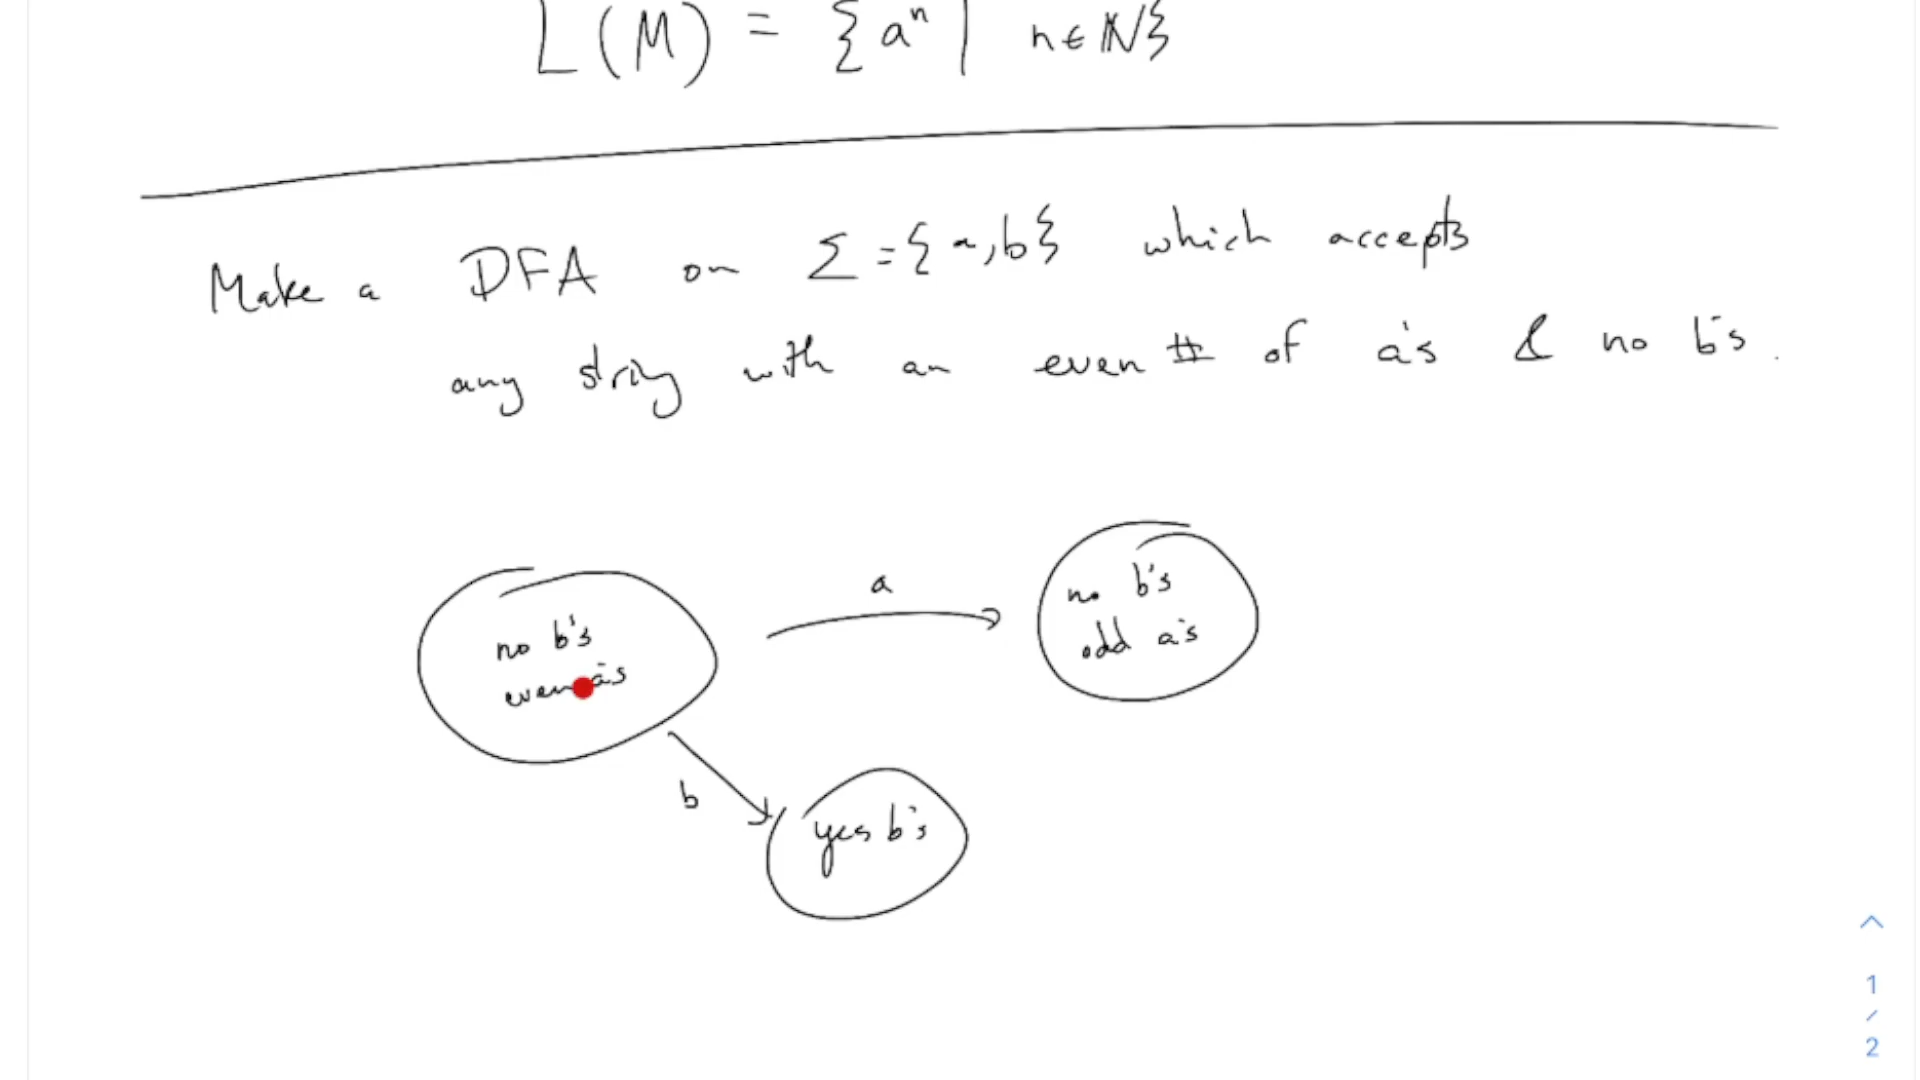 L(M) = {aⁿ | n∈ℕ}
Make a DFA on Σ={a,b} which accepts
any string with an even # of a's & no b's.
a
no b's
odd a's
no b's
even a's
b
yes b's
1
/
2